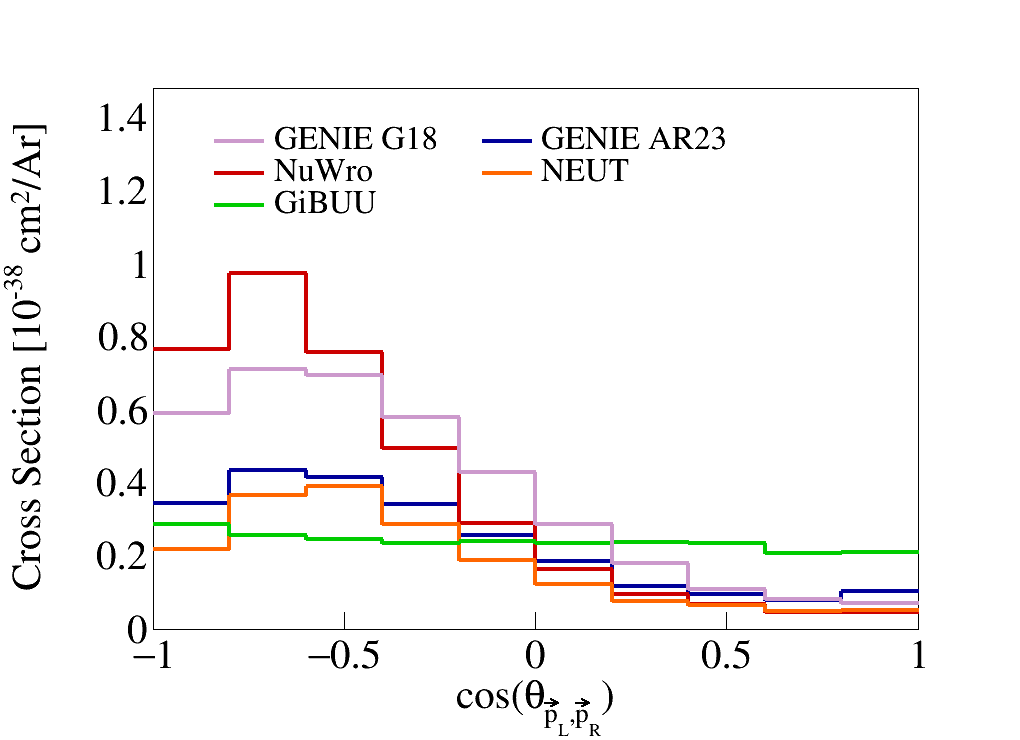 1.4
GENIE G18 GENIE AR23
NuWro NEUT
GiBUU
1.2
1
0.8
0.6
0.4
0.2
0
−1 −0.5 0 0.5 1
Cross Section [10⁻³⁸ cm²/Ar]
cos(θ p⃗_L,p⃗_R)